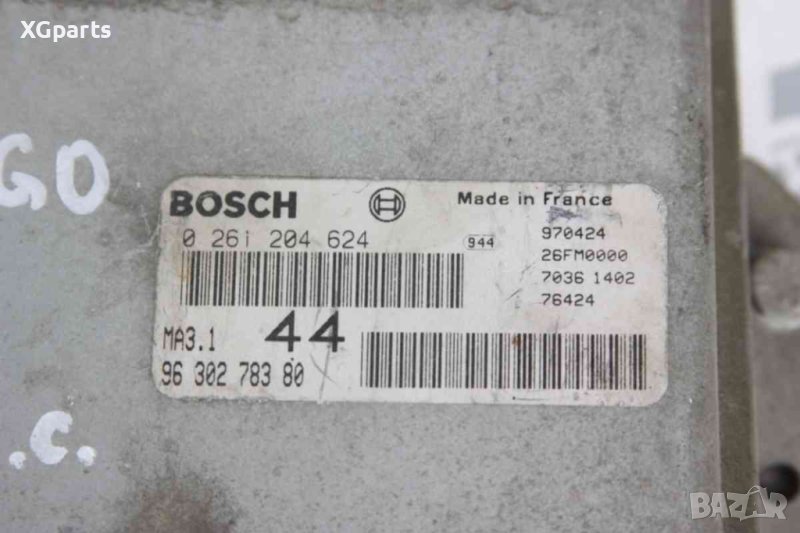 XGparts
GO
BOSCH
Made in France
0 261 204 624
944
970424
26FM0000
7036 1402
76424
MA3.1
44
96 302 783 80
.C.
BAZAR